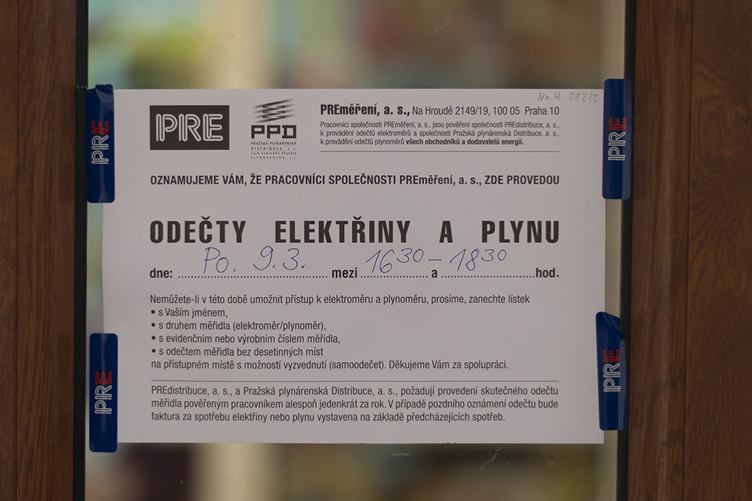 Na H - 282/2
PRE
PPD
PRAŽSKÁ PLYNÁRENSKÁ
DISTRIBUCE, a. s.
PREměření, a. s., Na Hroudě 2149/19, 100 05 Praha 10
Pracovníci společnosti PREměření, a. s., jsou pověřeni společností PREdistribuce, a. s.,
k provádění odečtů elektroměrů a společností Pražská plynárenská Distribuce, a. s.,
k provádění odečtů plynoměrů všech obchodníků a dodavatelů energií.
OZNAMUJEME VÁM, ŽE PRACOVNÍCI SPOLEČNOSTI PREměření, a. s., ZDE PROVEDOU
ODEČTY ELEKTŘINY A PLYNU
dne: Po. 9.3. mezi 16³⁰ a – 18³⁰ hod.
Nemůžete-li v této době umožnit přístup k elektroměru a plynoměru, prosíme, zanechte lístek
• s Vaším jménem,
• s druhem měřidla (elektroměr/plynoměr),
• s evidenčním nebo výrobním číslem měřidla,
• s odečtem měřidla bez desetinných míst
na přístupném místě s možností vyzvednutí (samoodečet). Děkujeme Vám za spolupráci.
PREdistribuce, a. s., a Pražská plynárenská Distribuce, a. s., požadují provedení skutečného odečtu
měřidla pověřeným pracovníkem alespoň jedenkrát za rok. V případě pozdního oznámení odečtu bude
faktura za spotřebu elektřiny nebo plynu vystavena na základě předcházejících spotřeb.
PRE
PRE
PRE
PRE